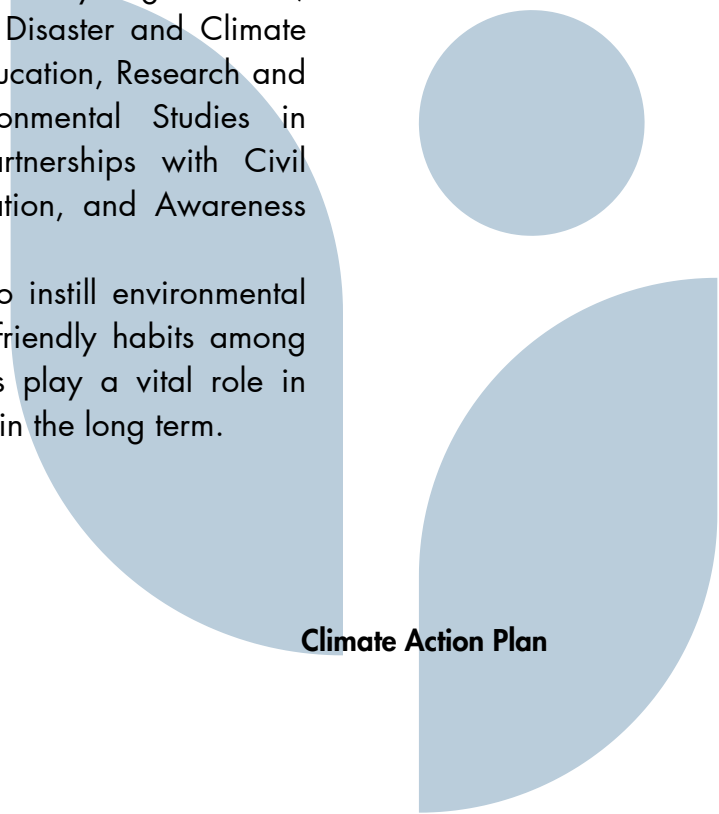 Disaster and Climate
ucation, Research and
onmental Studies in
artnerships with Civil
ation, and Awareness
o instill environmental
friendly habits among
s play a vital role in
in the long term.
Climate Action Plan